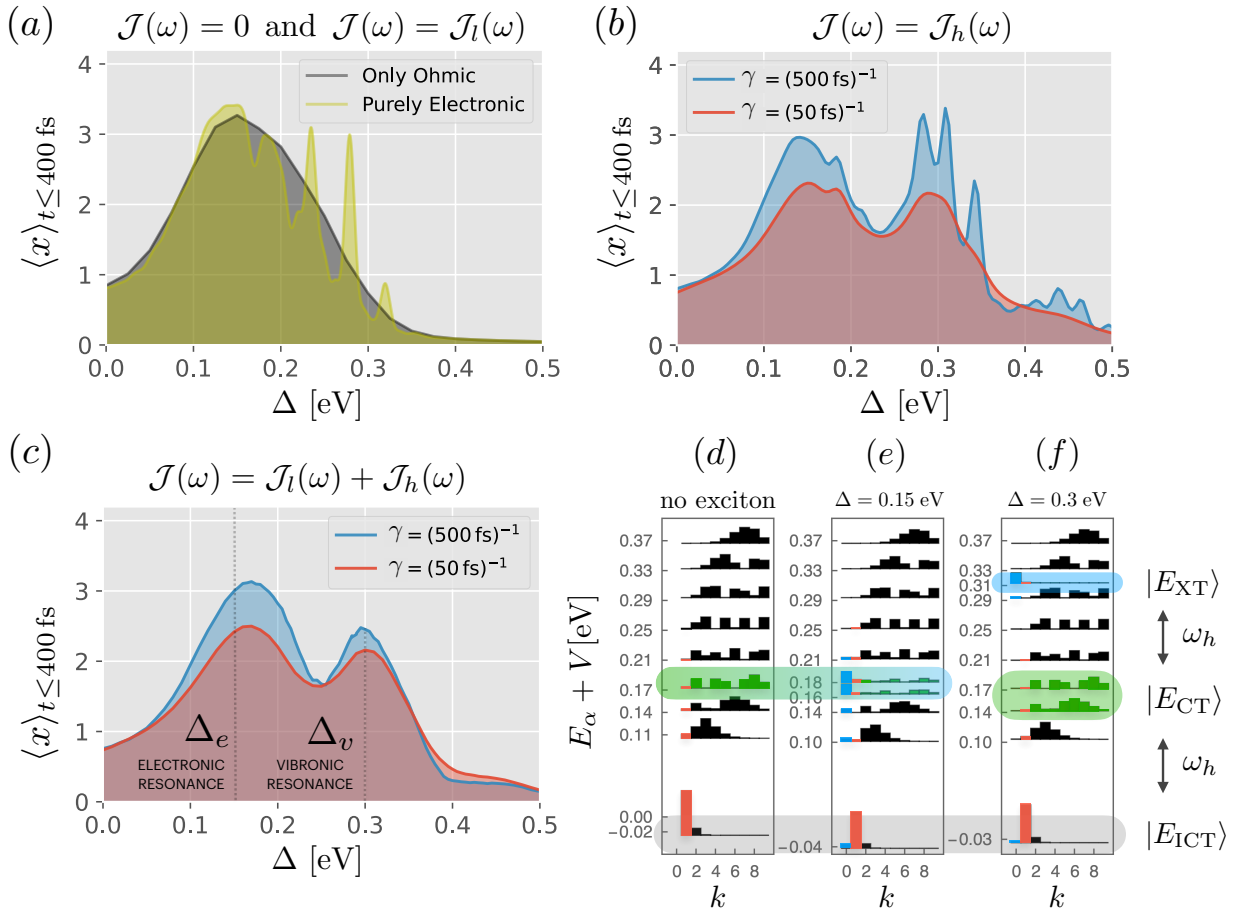 (a) 𝒥(ω) = 0 and 𝒥(ω) = 𝒥_l(ω)
Only Ohmic
Purely Electronic
⟨x⟩_{t≤400 fs}
4
3
2
1
0
0.0 0.1 0.2 0.3 0.4 0.5
Δ [eV]
(b) 𝒥(ω) = 𝒥_h(ω)
γ = (500 fs)⁻¹
γ = (50 fs)⁻¹
⟨x⟩_{t≤400 fs}
4
3
2
1
0
0.0 0.1 0.2 0.3 0.4 0.5
Δ [eV]
(c) 𝒥(ω) = 𝒥_l(ω) + 𝒥_h(ω)
γ = (500 fs)⁻¹
γ = (50 fs)⁻¹
⟨x⟩_{t≤400 fs}
4
3
2
1
0
Δ_e
ELECTRONIC
RESONANCE
Δ_v
VIBRONIC
RESONANCE
0.0 0.1 0.2 0.3 0.4 0.5
Δ [eV]
(d)
no exciton
E_α + V [eV]
0.37
0.33
0.29
0.25
0.21
0.17
0.14
0.11
0.00
−0.02
0 2 4 6 8
k
(e)
Δ = 0.15 eV
0.37
0.33
0.29
0.25
0.21
0.18
0.16
0.14
0.10
−0.04
0 2 4 6 8
k
(f)
Δ = 0.3 eV
0.37
0.33
0.31
0.29
0.25
0.21
0.17
0.14
0.10
−0.03
0 2 4 6 8
k
|E_XT⟩
ω_h
|E_CT⟩
ω_h
|E_ICT⟩